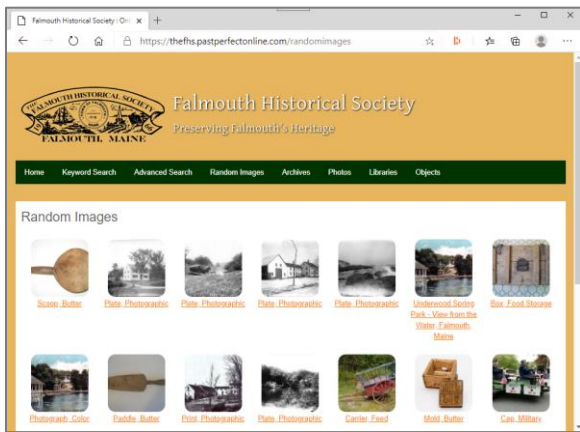 Falmouth Historical Society | Onl
https://thefhs.pastperfectonline.com/randomimages
THE FALMOUTH HISTORICAL SOCIETY
19 66
FALMOUTH, MAINE
Falmouth Historical Society
Preserving Falmouth's Heritage
Home Keyword Search Advanced Search Random Images Archives Photos Libraries Objects
Random Images
Scoop, Butter
Plate, Photographic
Plate, Photographic
Plate, Photographic
Plate, Photographic
Underwood Spring
Park - View from the
Water, Falmouth,
Maine
Box, Food Storage
Photograph, Color
Paddle, Butter
Print, Photographic
Plate, Photographic
Carrier, Feed
Mold, Butter
Cap, Military